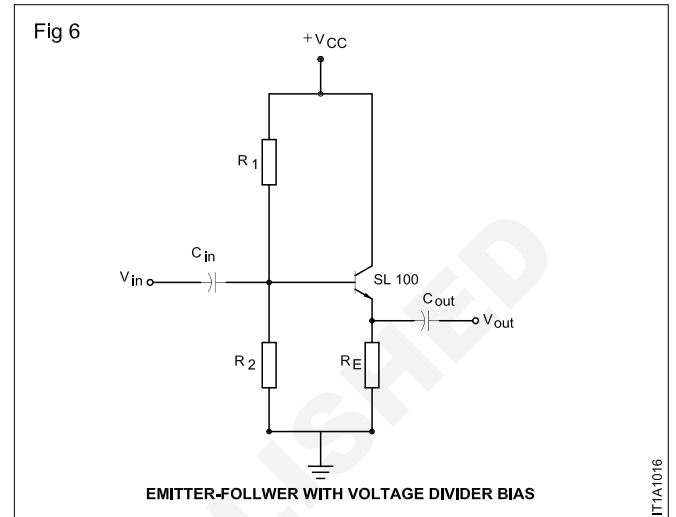 Fig 6
+VCC
R1
Cin
Vin
SL 100
Cout
Vout
R2
RE
EMITTER-FOLLWER WITH VOLTAGE DIVIDER BIAS
IT1A1016
LISHED